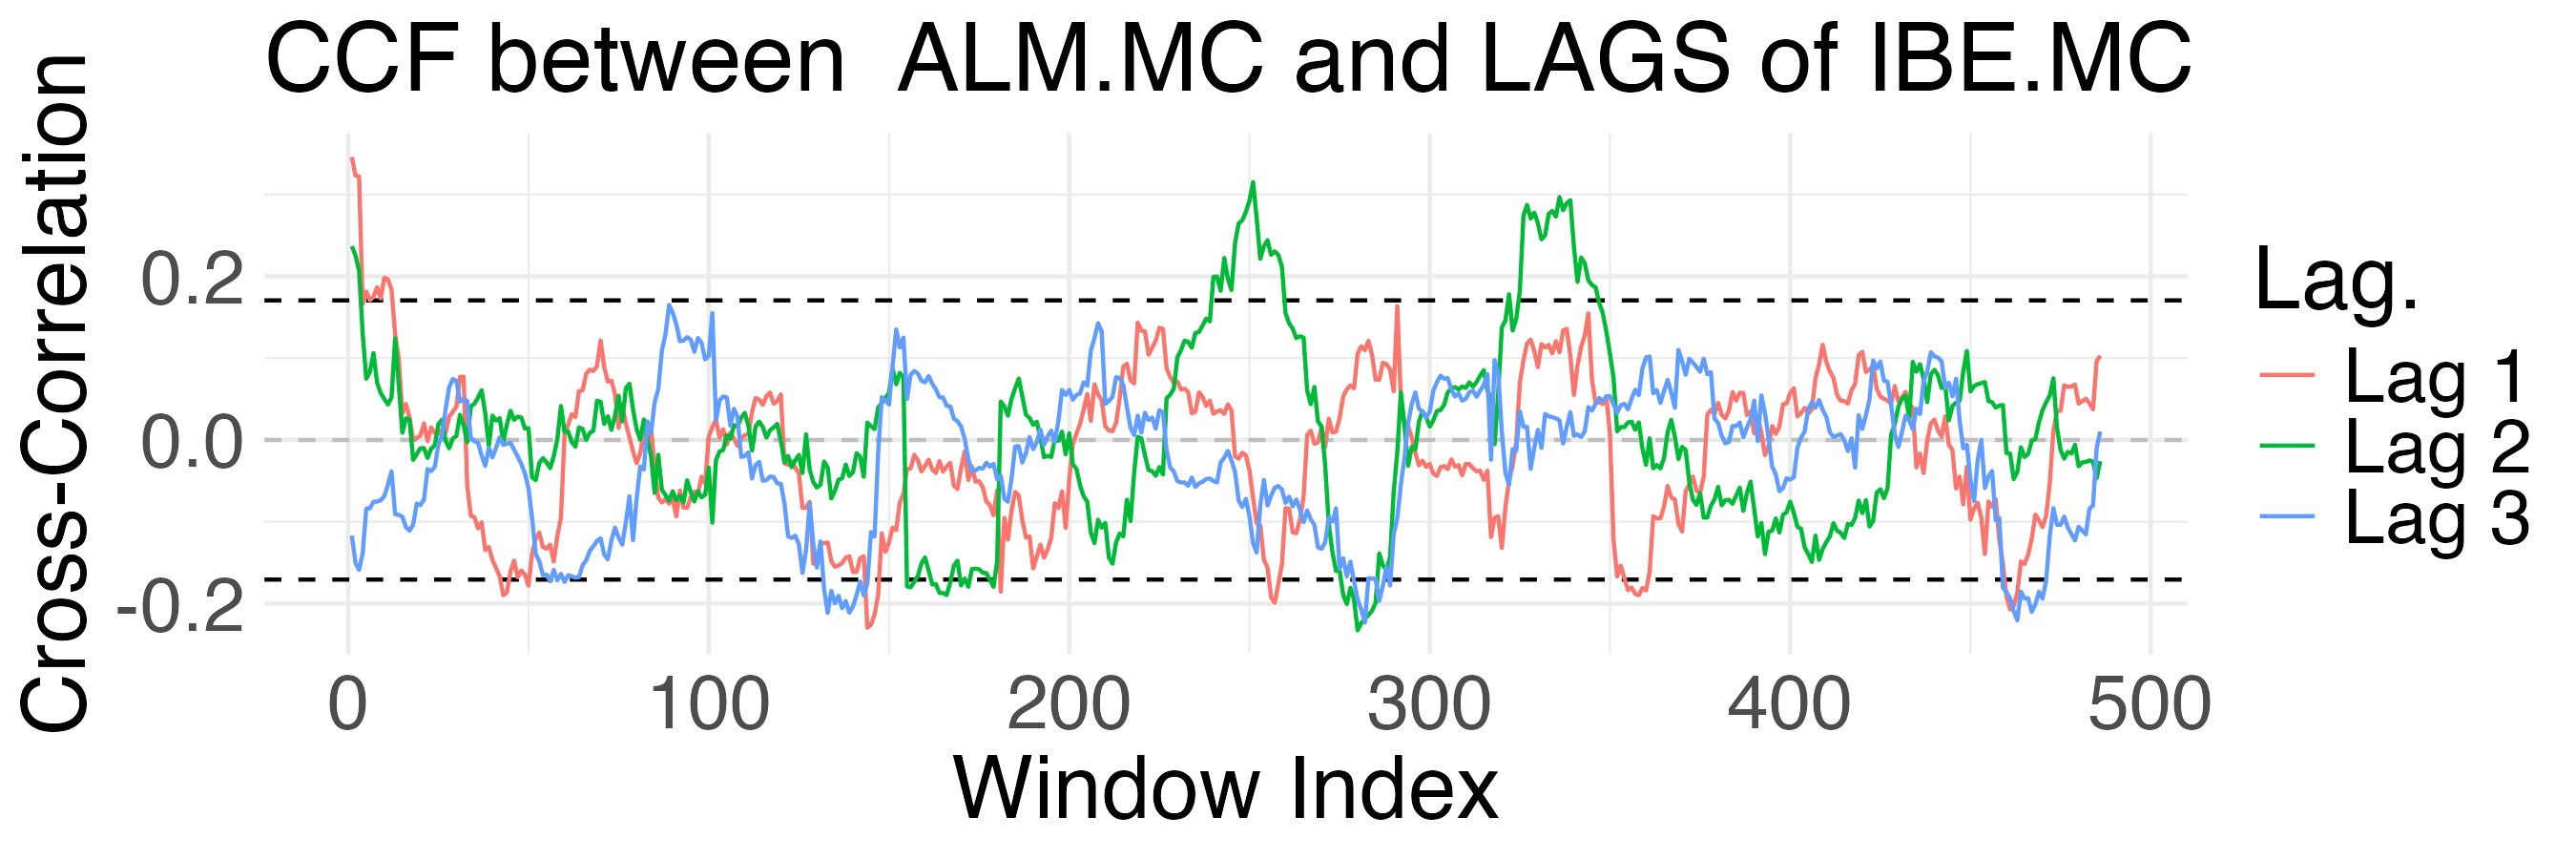 CCF between  ALM.MC and LAGS of IBE.MC
Cross-Correlation
0.2
0.0
-0.2
0
100
200
300
400
500
Window Index
Lag.
Lag 1
Lag 2
Lag 3